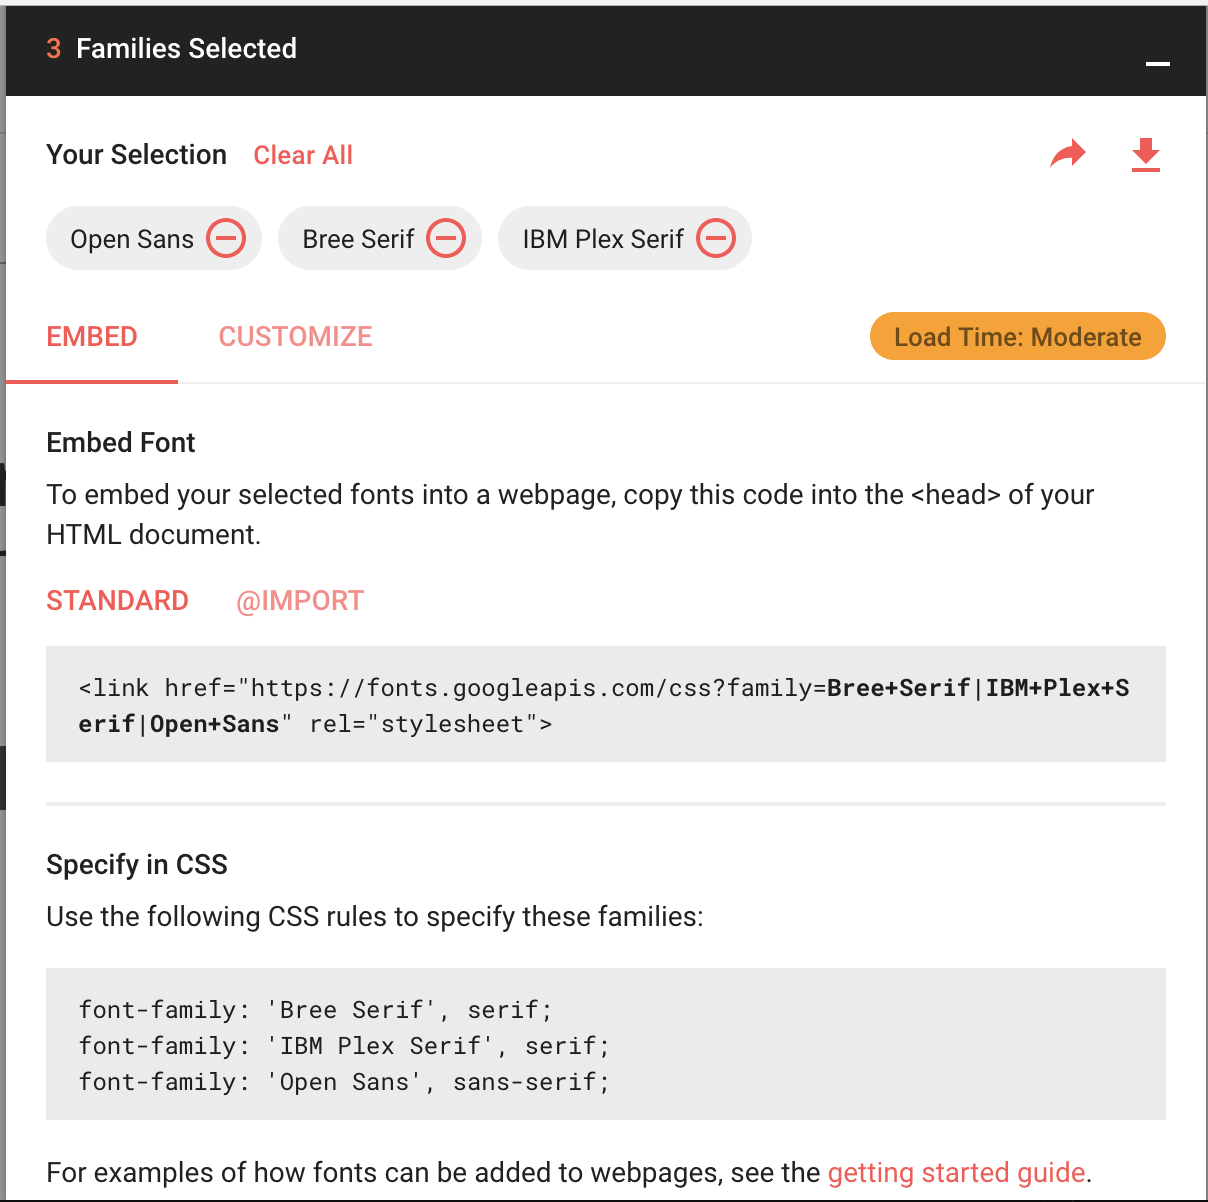 3 Families Selected
Your Selection Clear All
Open Sans Bree Serif IBM Plex Serif
EMBED CUSTOMIZE Load Time: Moderate
Embed Font
To embed your selected fonts into a webpage, copy this code into the <head> of your
HTML document.
STANDARD @IMPORT
<link href="https://fonts.googleapis.com/css?family=Bree+Serif|IBM+Plex+S
erif|Open+Sans" rel="stylesheet">
Specify in CSS
Use the following CSS rules to specify these families:
font-family: 'Bree Serif', serif;
font-family: 'IBM Plex Serif', serif;
font-family: 'Open Sans', sans-serif;
For examples of how fonts can be added to webpages, see the getting started guide.